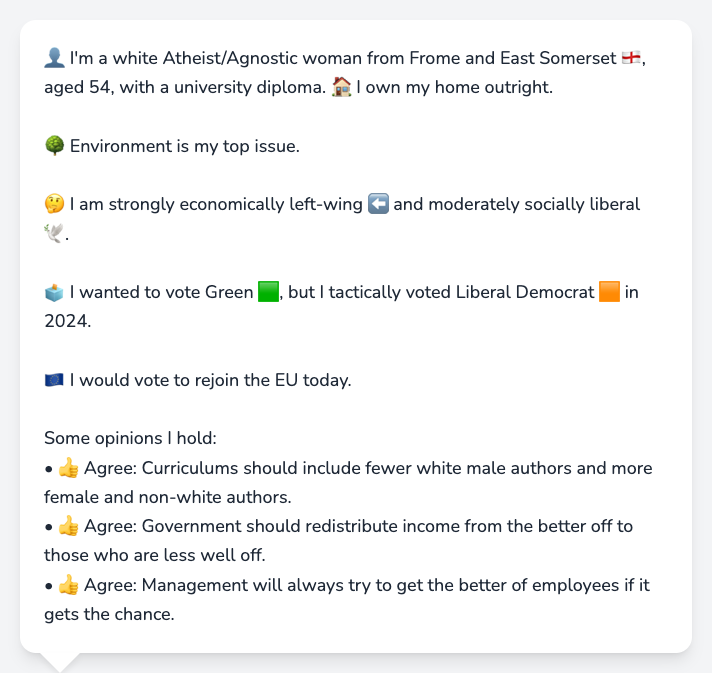 👤 I'm a white Atheist/Agnostic woman from Frome and East Somerset 🏴󠁧󠁢󠁥󠁮󠁧󠁿,
aged 54, with a university diploma. 🏠 I own my home outright.
🌳 Environment is my top issue.
🤔 I am strongly economically left-wing ⬅️ and moderately socially liberal
🕊️.
🗳️ I wanted to vote Green 🟩, but I tactically voted Liberal Democrat 🟧 in
2024.
🇪🇺 I would vote to rejoin the EU today.
Some opinions I hold:
• 👍 Agree: Curriculums should include fewer white male authors and more
female and non-white authors.
• 👍 Agree: Government should redistribute income from the better off to
those who are less well off.
• 👍 Agree: Management will always try to get the better of employees if it
gets the chance.